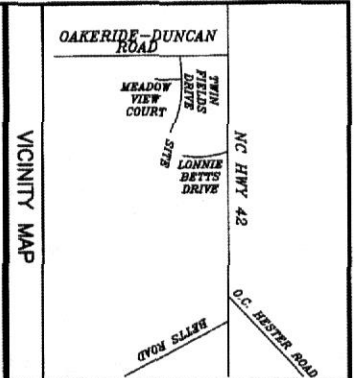 OAKERIDE-DUNCAN
ROAD
TWIN
FIELDS
DRIVE
MEADOW
VIEW
COURT
SITE
LONNIE
BETTS
DRIVE
NC HWY 42
O.C. HESTER ROAD
BETTS ROAD
VICINITY MAP